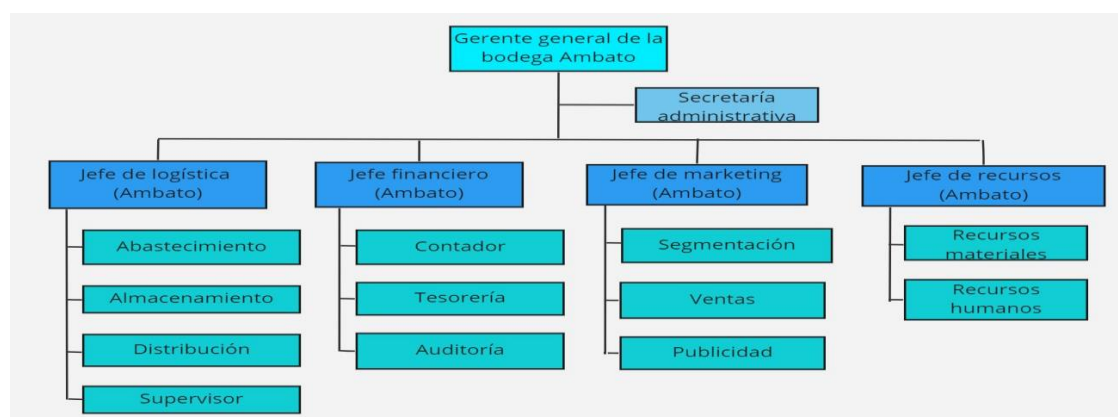 Gerente general de la
bodega Ambato
Secretaría
administrativa
Jefe de logística
(Ambato)
Jefe financiero
(Ambato)
Jefe de marketing
(Ambato)
Jefe de recursos
(Ambato)
Abastecimiento
Almacenamiento
Distribución
Supervisor
Contador
Tesorería
Auditoría
Segmentación
Ventas
Publicidad
Recursos
materiales
Recursos
humanos